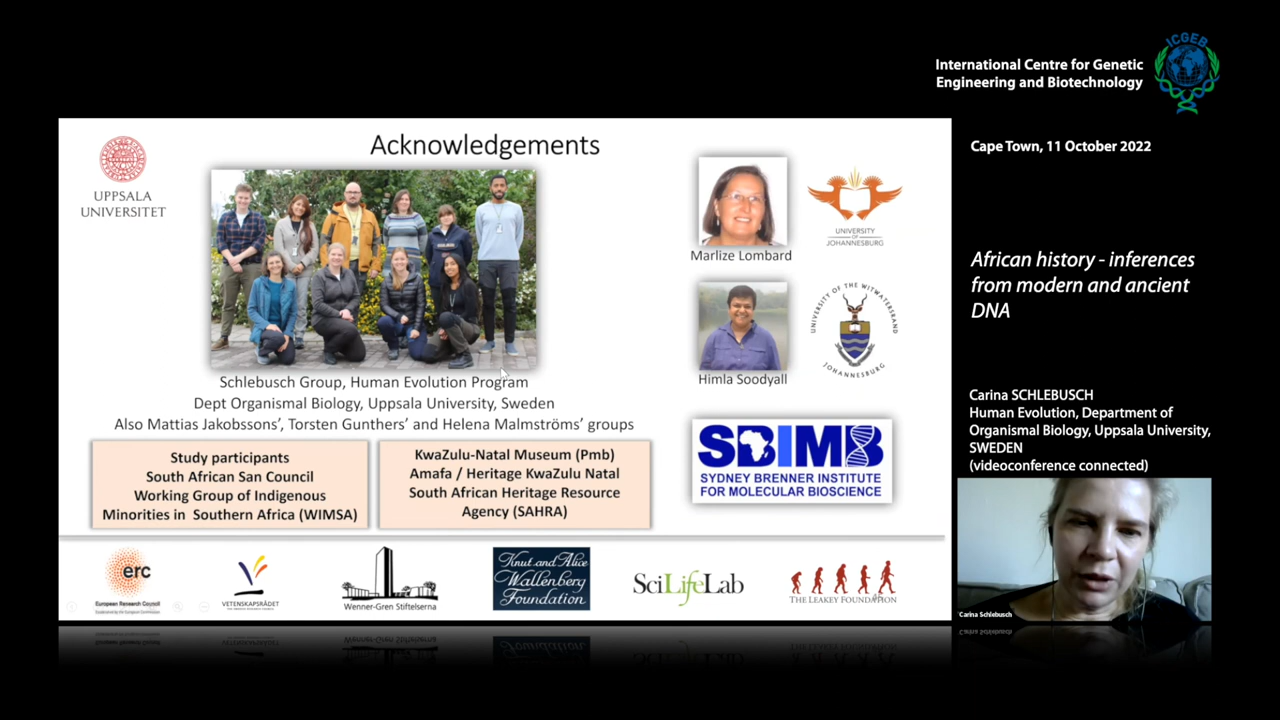 ICGEB
International Centre for Genetic
Engineering and Biotechnology
Cape Town, 11 October 2022
African history - inferences
from modern and ancient
DNA
Carina SCHLEBUSCH
Human Evolution, Department of
Organismal Biology, Uppsala University,
SWEDEN
(videoconference connected)
Carina Schlebusch
Acknowledgements
UPPSALA
UNIVERSITET
Schlebusch Group, Human Evolution Program
Dept Organismal Biology, Uppsala University, Sweden
Also Mattias Jakobssons’, Torsten Gunthers’ and Helena Malmströms’ groups
Marlize Lombard
UNIVERSITY
OF
JOHANNESBURG
Himla Soodyall
UNIVERSITY OF THE WITWATERSRAND
JOHANNESBURG
Study participants
South African San Council
Working Group of Indigenous
Minorities in Southern Africa (WIMSA)
KwaZulu-Natal Museum (Pmb)
Amafa / Heritage KwaZulu Natal
South African Heritage Resource
Agency (SAHRA)
SBIMB
SYDNEY BRENNER INSTITUTE
FOR MOLECULAR BIOSCIENCE
erc
European Research Council
VETENSKAPSRÅDET
Wenner-Gren Stiftelserna
Knut and Alice
Wallenberg
Foundation
SciLifeLab
THE LEAKEY FOUNDATION